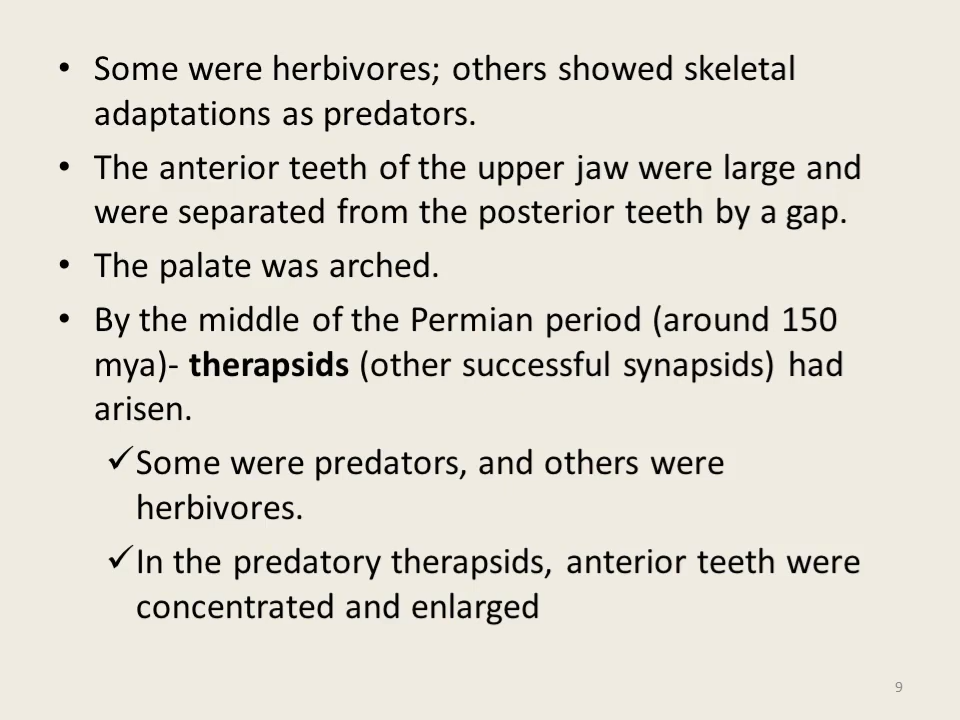 • Some were herbivores; others showed skeletal
adaptations as predators.
• The anterior teeth of the upper jaw were large and
were separated from the posterior teeth by a gap.
• The palate was arched.
• By the middle of the Permian period (around 150
mya)- therapsids (other successful synapsids) had
arisen.
✓Some were predators, and others were
herbivores.
✓In the predatory therapsids, anterior teeth were
concentrated and enlarged
9